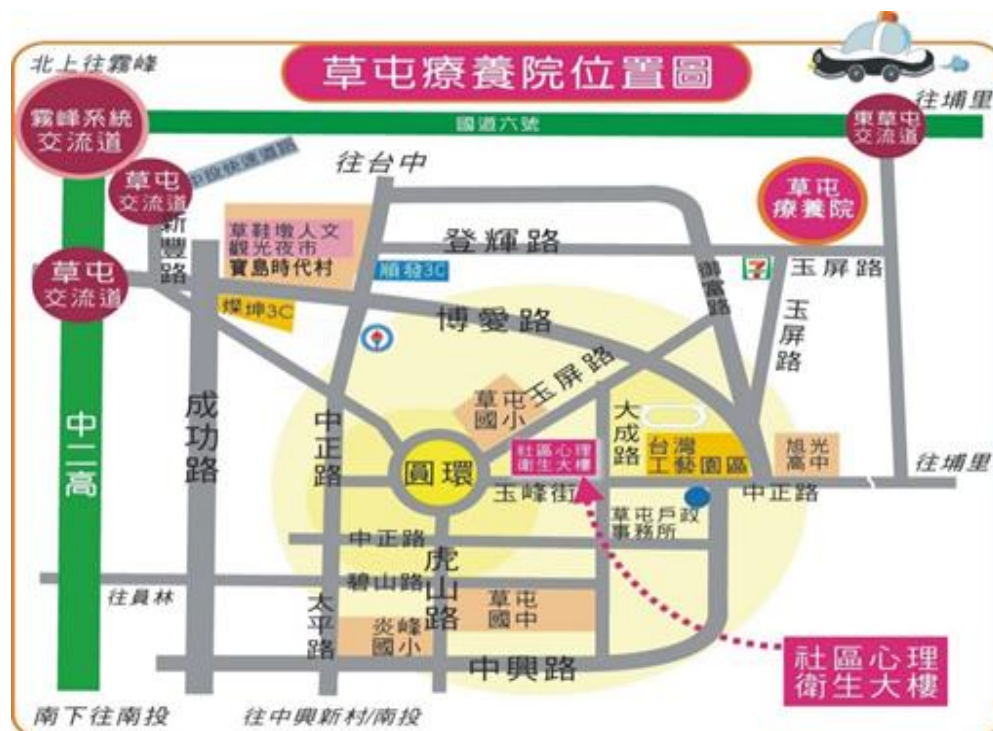 草屯療養院位置圖
北上往霧峰
往埔里
霧峰系統
交流道
國道六號
東草屯
交流道
草屯
交流道
中投快速道路
往台中
草屯
療養院
新豐路
草鞋墩人文
觀光夜市
寶島時代村
登輝路
順發3C
御富路
7
玉屏路
草屯
交流道
燦坤3C
博愛路
玉屏路
玉屏路
中二高
成功路
中正路
草屯
國小
大成路
圓環
社區心理
衛生大樓
台灣
工藝園區
旭光
高中
往埔里
玉峰街
中正路
草屯戶政
事務所
中正路
虎山路
碧山路
往員林
太平路
炎峰
國小
草屯
國中
中興路
社區心理
衛生大樓
南下往南投
往中興新村/南投